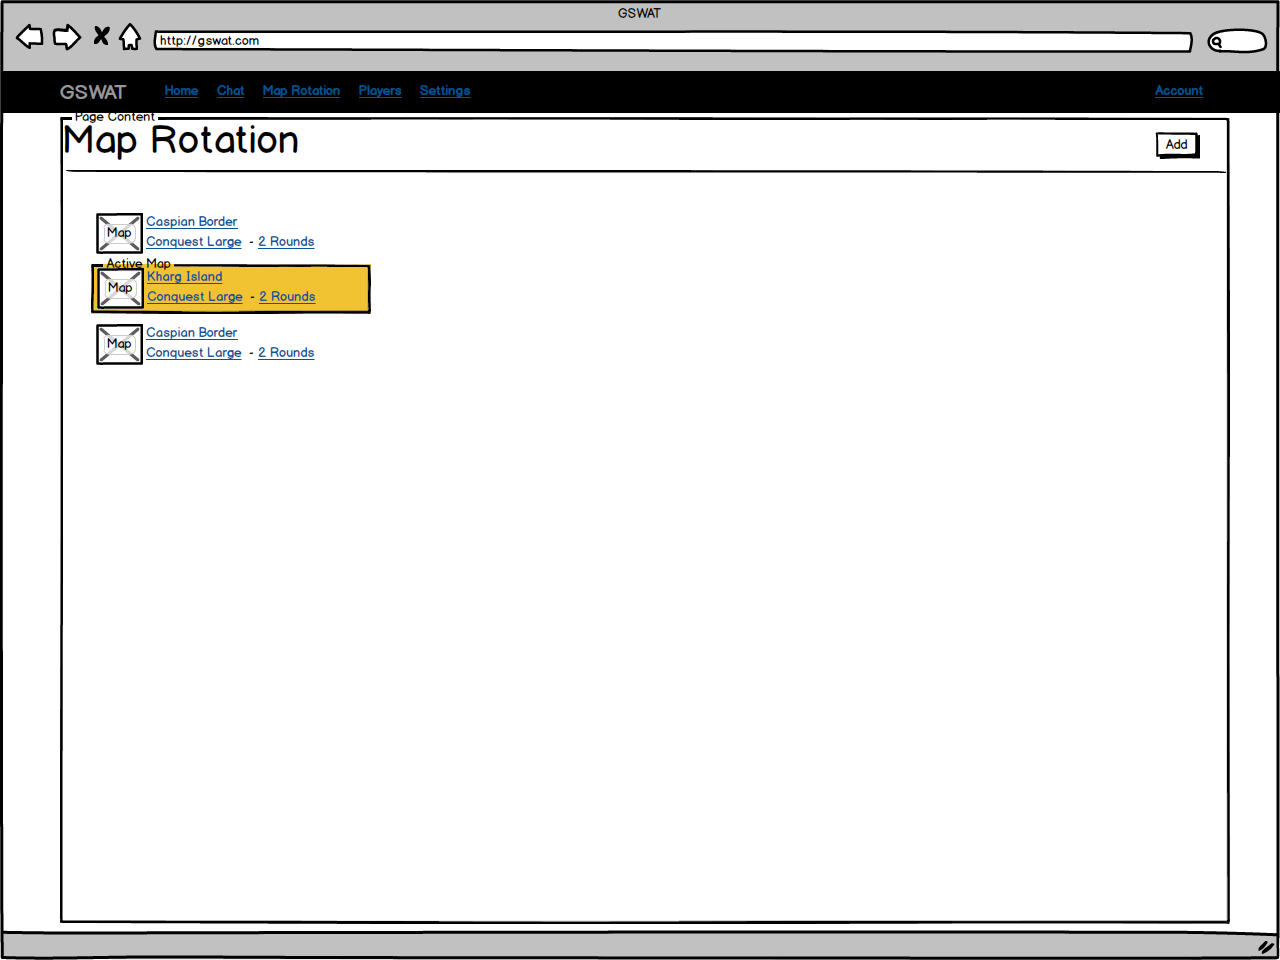 GSWAT
http://gswat.com
GSWAT Home Chat Map Rotation Players Settings Account
Page Content
Map Rotation Add
Map Caspian Border
Conquest Large - 2 Rounds
Active Map
Map Kharg Island
Conquest Large - 2 Rounds
Map Caspian Border
Conquest Large - 2 Rounds